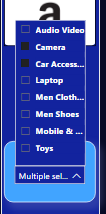 a
Audio Video
Camera
Car Access...
Laptop
Men Cloth...
Men Shoes
Mobile & ...
Toys
Multiple sel...